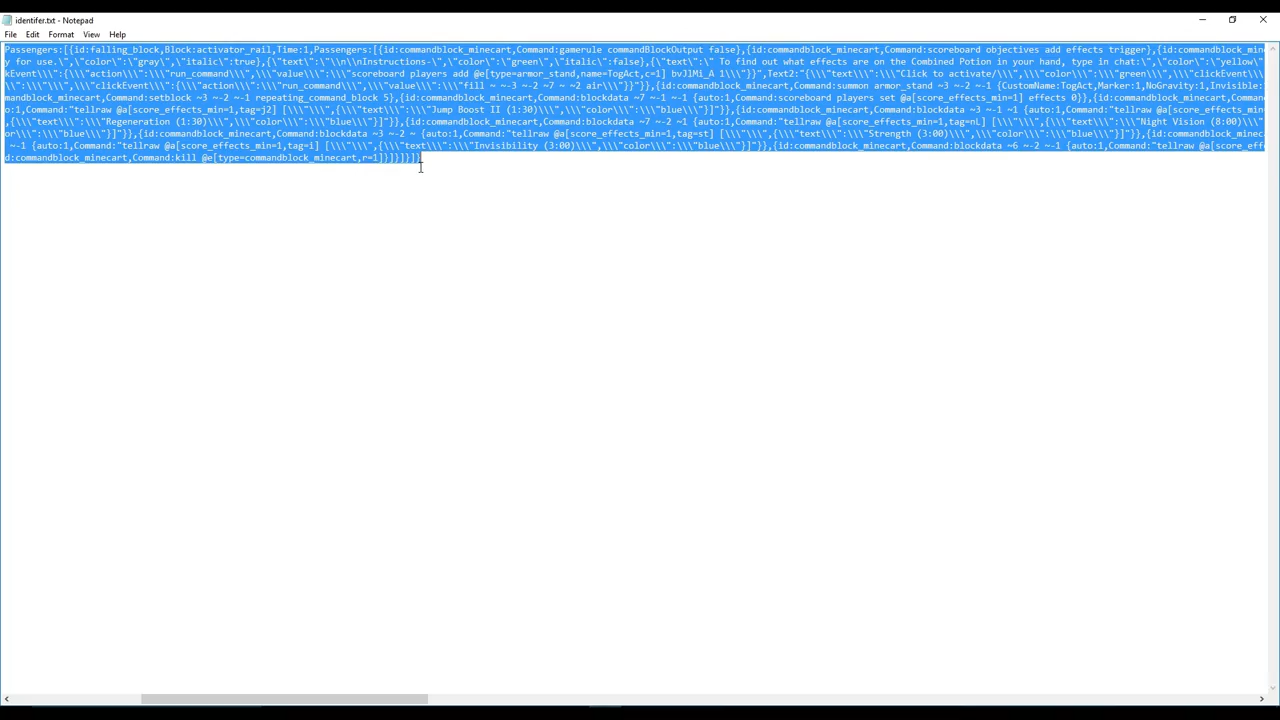 identifer.txt - Notepad
File Edit Format View Help
Passengers:[{id:falling_block,Block:activator_rail,Time:1,Passengers:[{id:commandblock_minecart,Command:gamerule commandBlockOutput false},{id:commandblock_minecart,Command:scoreboard objectives add effects trigger},{id:commandblock_min
y for use.\",\"color\":\"gray\",\"italic\":true},{\"text\":\"\\n\\nInstructions-\",\"color\":\"green\",\"italic\":false},{\"text\":\" To find out what effects are on the Combined Potion in your hand, type in chat:\",\"color\":\"yellow\"
kEvent\\\":{\\\"action\\\":\\\"run_command\\\",\\\"value\\\":\\\"scoreboard players add @e[type=armor_stand,name=TogAct,c=1] bvJlMi_A 1\\\"}}",Text2:"{\\\"text\\\":\\\"Click to activate/\\\",\\\"color\\\":\\\"green\\\",\\\"clickEvent\\\
\\\":\\\"\\\",\\\"clickEvent\\\":{\\\"action\\\":\\\"run_command\\\",\\\"value\\\":\\\"fill ~ ~-3 ~-2 ~7 ~ ~2 air\\\"}}"}},{id:commandblock_minecart,Command:summon armor_stand ~3 ~-2 ~-1 {CustomName:TogAct,Marker:1,NoGravity:1,Invisible:
mandblock_minecart,Command:setblock ~3 ~-2 ~-1 repeating_command_block 5},{id:commandblock_minecart,Command:blockdata ~7 ~-1 ~-1 {auto:1,Command:scoreboard players set @a[score_effects_min=1] effects 0}},{id:commandblock_minecart,Comman
o:1,Command:"tellraw @a[score_effects_min=1,tag=j2] [\\\"\\\",{\\\"text\\\":\\\"Jump Boost II (1:30)\\\",\\\"color\\\":\\\"blue\\\"}]"}},{id:commandblock_minecart,Command:blockdata ~3 ~-1 ~1 {auto:1,Command:"tellraw @a[score_effects_min
,{\\\"text\\\":\\\"Regeneration (1:30)\\\",\\\"color\\\":\\\"blue\\\"}]"}},{id:commandblock_minecart,Command:blockdata ~7 ~-2 ~1 {auto:1,Command:"tellraw @a[score_effects_min=1,tag=nL] [\\\"\\\",{\\\"text\\\":\\\"Night Vision (8:00)\\\"
or\\\":\\\"blue\\\"}]"}},{id:commandblock_minecart,Command:blockdata ~3 ~-2 ~ {auto:1,Command:"tellraw @a[score_effects_min=1,tag=st] [\\\"\\\",{\\\"text\\\":\\\"Strength (3:00)\\\",\\\"color\\\":\\\"blue\\\"}]"}},{id:commandblock_minec
~-1 {auto:1,Command:"tellraw @a[score_effects_min=1,tag=i] [\\\"\\\",{\\\"text\\\":\\\"Invisibility (3:00)\\\",\\\"color\\\":\\\"blue\\\"}]"}},{id:commandblock_minecart,Command:blockdata ~6 ~-2 ~-1 {auto:1,Command:"tellraw @a[score_eff
d:commandblock_minecart,Command:kill @e[type=commandblock_minecart,r=1]}]}]}]}